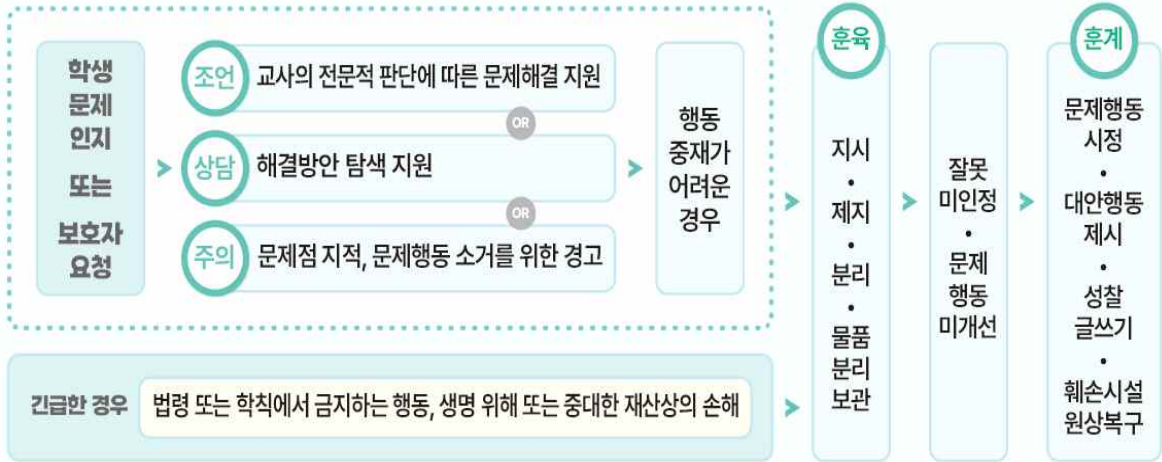 학생
문제
인지
또는
보호자
요청
조언 교사의 전문적 판단에 따른 문제해결 지원
OR
상담 해결방안 탐색 지원
OR
주의 문제점 지적, 문제행동 소거를 위한 경고
행동
중재가
어려운
경우
긴급한 경우 법령 또는 학칙에서 금지하는 행동, 생명 위해 또는 중대한 재산상의 손해
훈육
지시
•
제지
•
분리
•
물품
분리
보관
잘못
미인정
•
문제
행동
미개선
훈계
문제행동
시정
•
대안행동
제시
•
성찰
글쓰기
•
훼손시설
원상복구